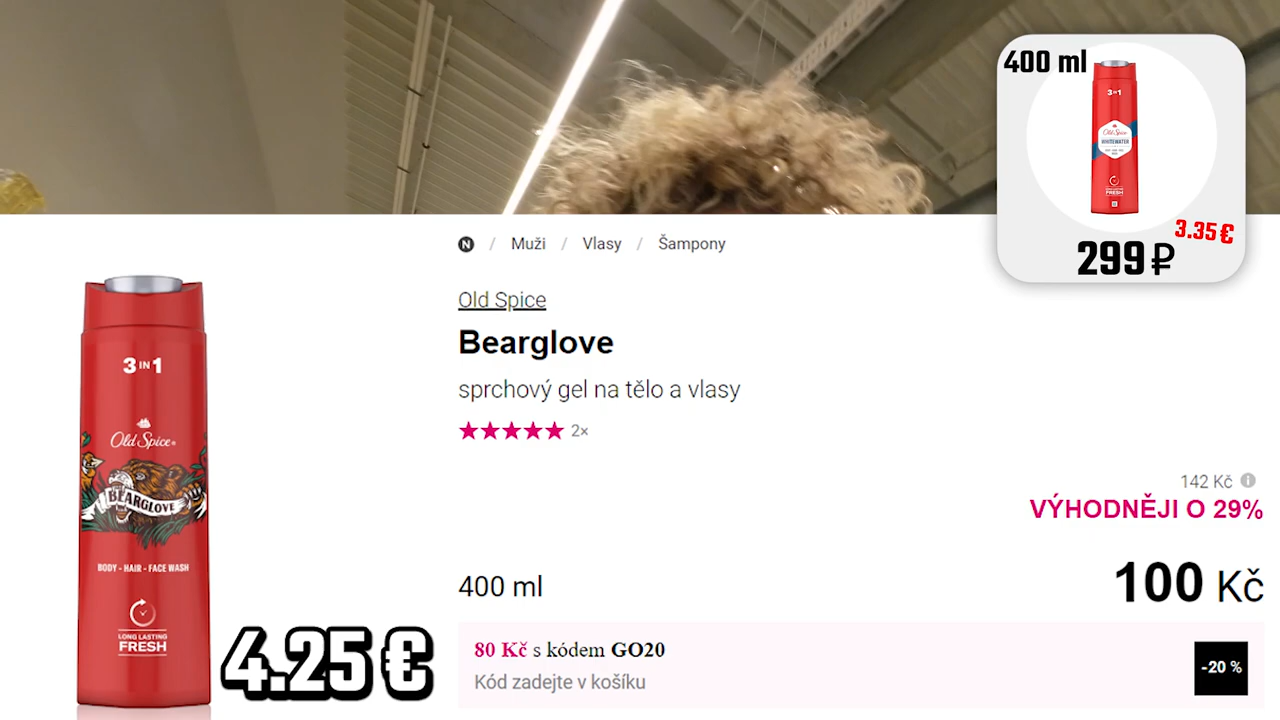 400 ml
3 IN 1
Old Spice
WHITEWATER
FRESH
3.35 €
299 ₽
N / Muži / Vlasy / Šampony
Old Spice
Bearglove
sprchový gel na tělo a vlasy
2×
142 Kč
VÝHODNĚJI O 29%
400 ml
100 Kč
80 Kč s kódem GO20
Kód zadejte v košíku
-20 %
3 IN 1
Old Spice
BEARGLOVE
BODY - HAIR - FACE WASH
LONG LASTING
FRESH
4.25 €